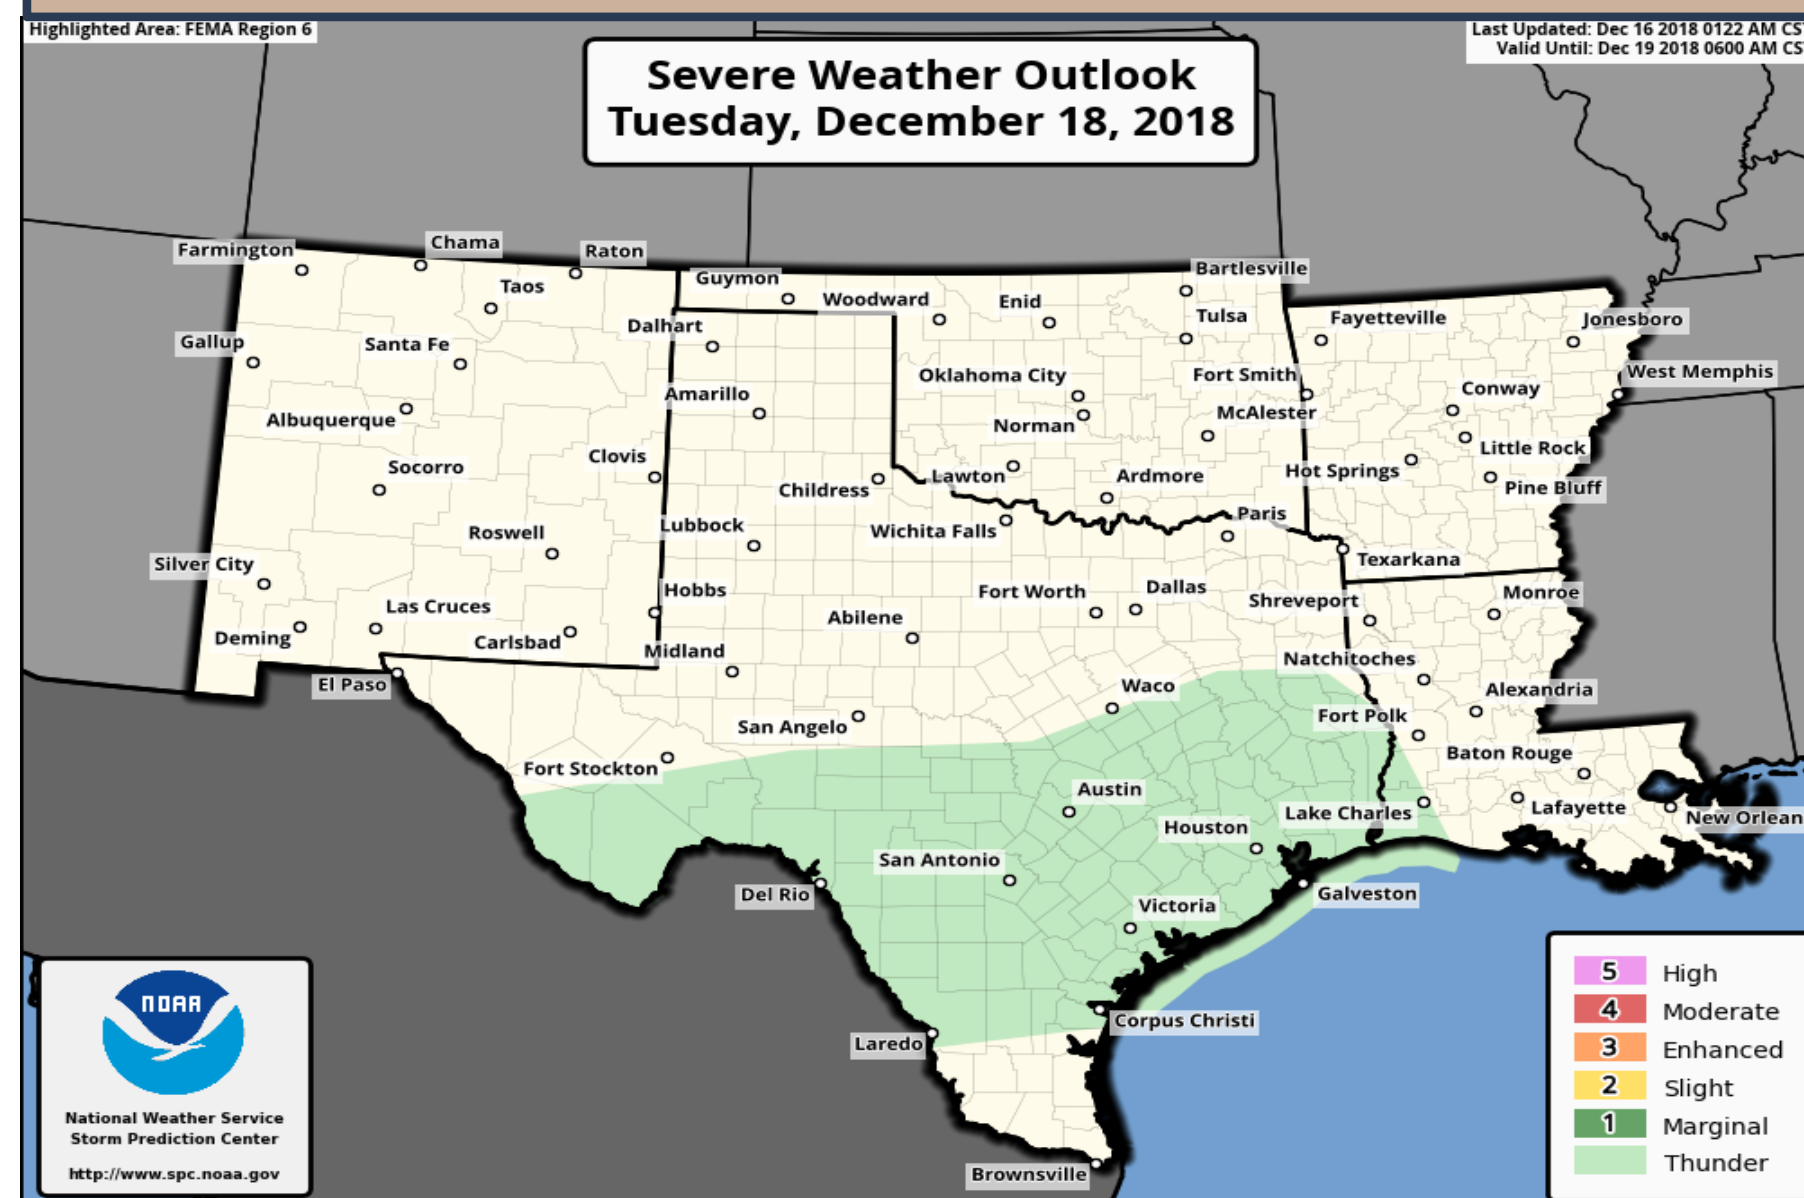 Highlighted Area: FEMA Region 6
Last Updated: Dec 16 2018 0122 AM CST
Valid Until: Dec 19 2018 0600 AM CST
Severe Weather Outlook
Tuesday, December 18, 2018
Farmington
Chama
Raton
Taos
Guymon
Woodward
Enid
Bartlesville
Tulsa
Fayetteville
Jonesboro
Gallup
Santa Fe
Dalhart
Oklahoma City
Fort Smith
West Memphis
Amarillo
Conway
Albuquerque
Norman
McAlester
Little Rock
Socorro
Clovis
Childress
Lawton
Ardmore
Hot Springs
Pine Bluff
Roswell
Lubbock
Wichita Falls
Paris
Silver City
Texarkana
Las Cruces
Hobbs
Fort Worth
Dallas
Shreveport
Monroe
Deming
Carlsbad
Midland
Abilene
Natchitoches
El Paso
Waco
Alexandria
San Angelo
Fort Polk
Fort Stockton
Baton Rouge
Austin
Houston
Lake Charles
Lafayette
New Orlean
San Antonio
Del Rio
Galveston
Victoria
Corpus Christi
Laredo
Brownsville
NOAA
National Weather Service
Storm Prediction Center
http://www.spc.noaa.gov
5 High
4 Moderate
3 Enhanced
2 Slight
1 Marginal
Thunder